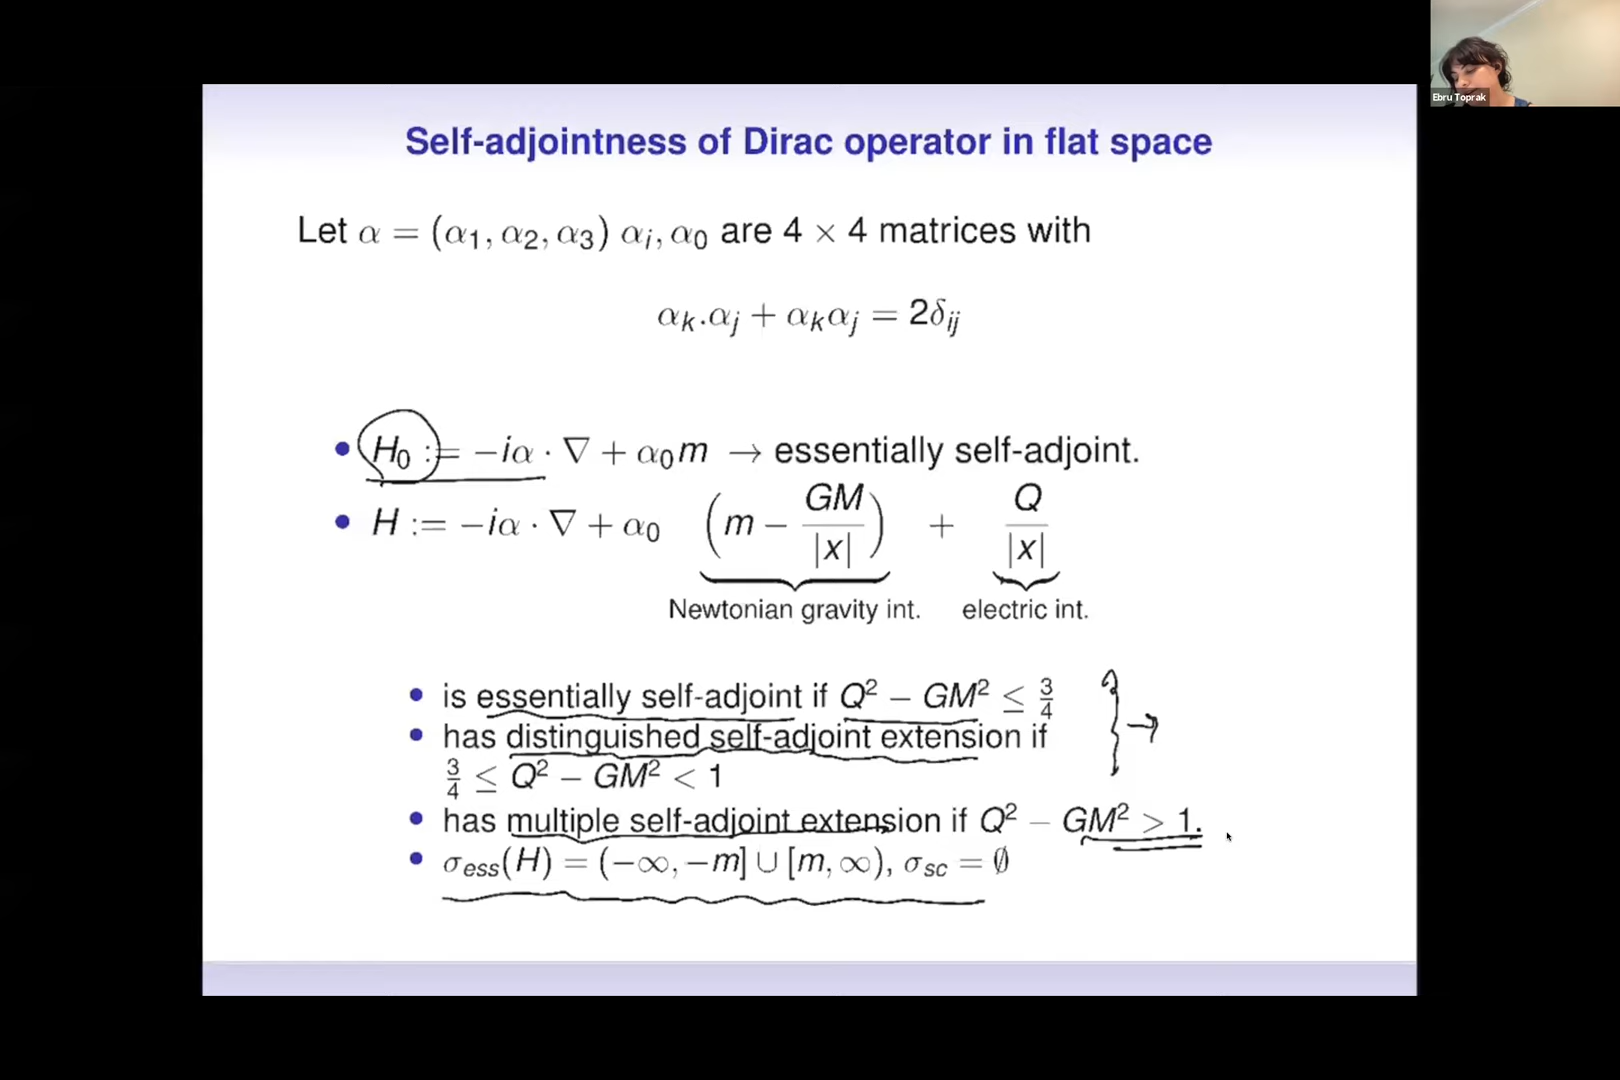 Ebru Toprak
Self-adjointness of Dirac operator in flat space
Let α = (α₁, α₂, α₃) αᵢ, α₀ are 4 × 4 matrices with
αₖ.αⱼ + αₖαⱼ = 2δᵢⱼ
• H₀ := −iα · ∇ + α₀m → essentially self-adjoint.
• H := −iα · ∇ + α₀ (m − GM/|x|) + Q/|x|
Newtonian gravity int. electric int.
• is essentially self-adjoint if Q² − GM² ≤ 3/4
• has distinguished self-adjoint extension if
3/4 ≤ Q² − GM² < 1
• has multiple self-adjoint extension if Q² − GM² > 1.
• σ_ess(H) = (−∞, −m] ∪ [m, ∞), σ_sc = ∅